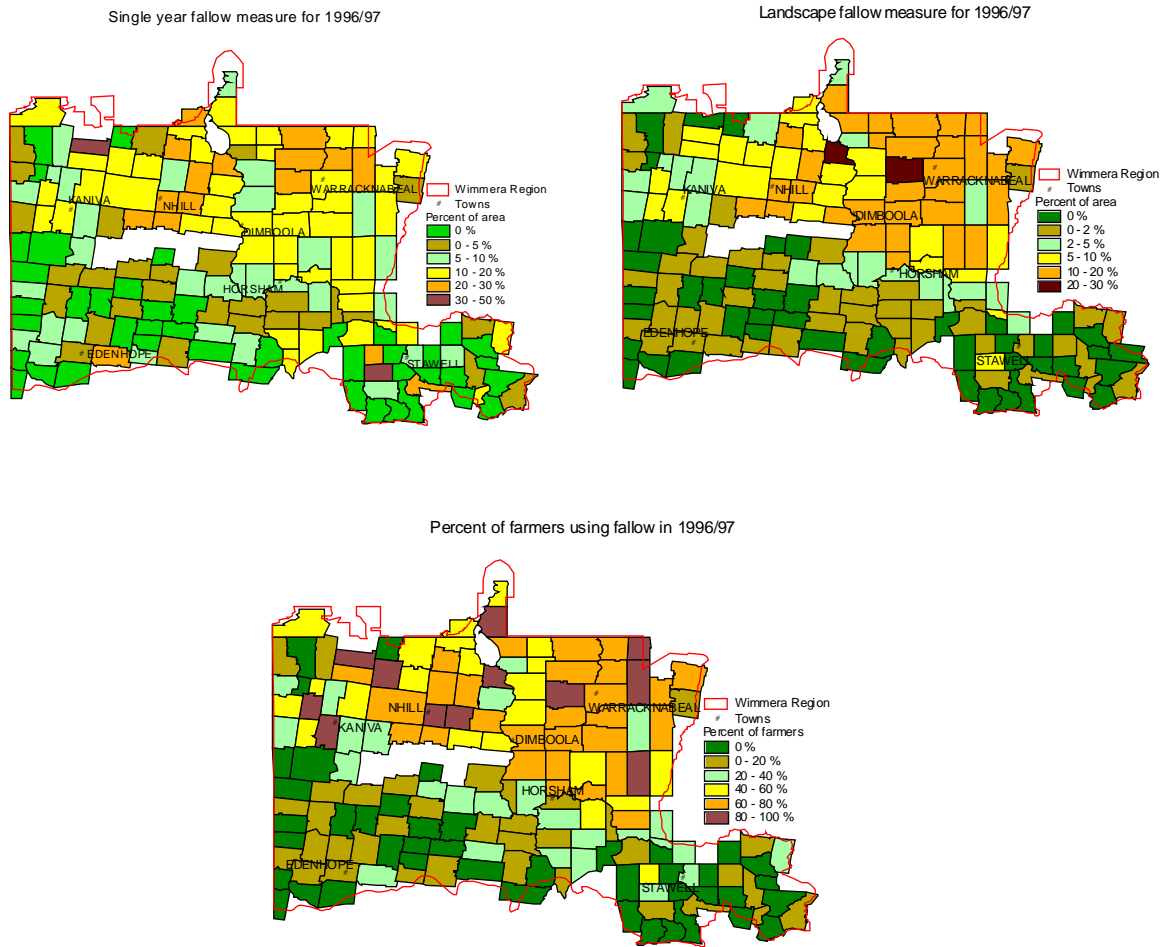 Single year fallow measure for 1996/97
WARRACKNABEAL
KANIVA
NHILL
DIMBOOLA
HORSHAM
EDENHOPE
STAWELL
Wimmera Region
# Towns
Percent of area
0 %
0 - 5 %
5 - 10 %
10 - 20 %
20 - 30 %
30 - 50 %
Landscape fallow measure for 1996/97
WARRACKNABEAL
KANIVA
NHILL
DIMBOOLA
HORSHAM
EDENHOPE
STAWELL
Wimmera Region
# Towns
Percent of area
0 %
0 - 2 %
2 - 5 %
5 - 10 %
10 - 20 %
20 - 30 %
Percent of farmers using fallow in 1996/97
NHILL
WARRACKNABEAL
KANIVA
DIMBOOLA
HORSHAM
EDENHOPE
STAWELL
Wimmera Region
# Towns
Percent of farmers
0 %
0 - 20 %
20 - 40 %
40 - 60 %
60 - 80 %
80 - 100 %